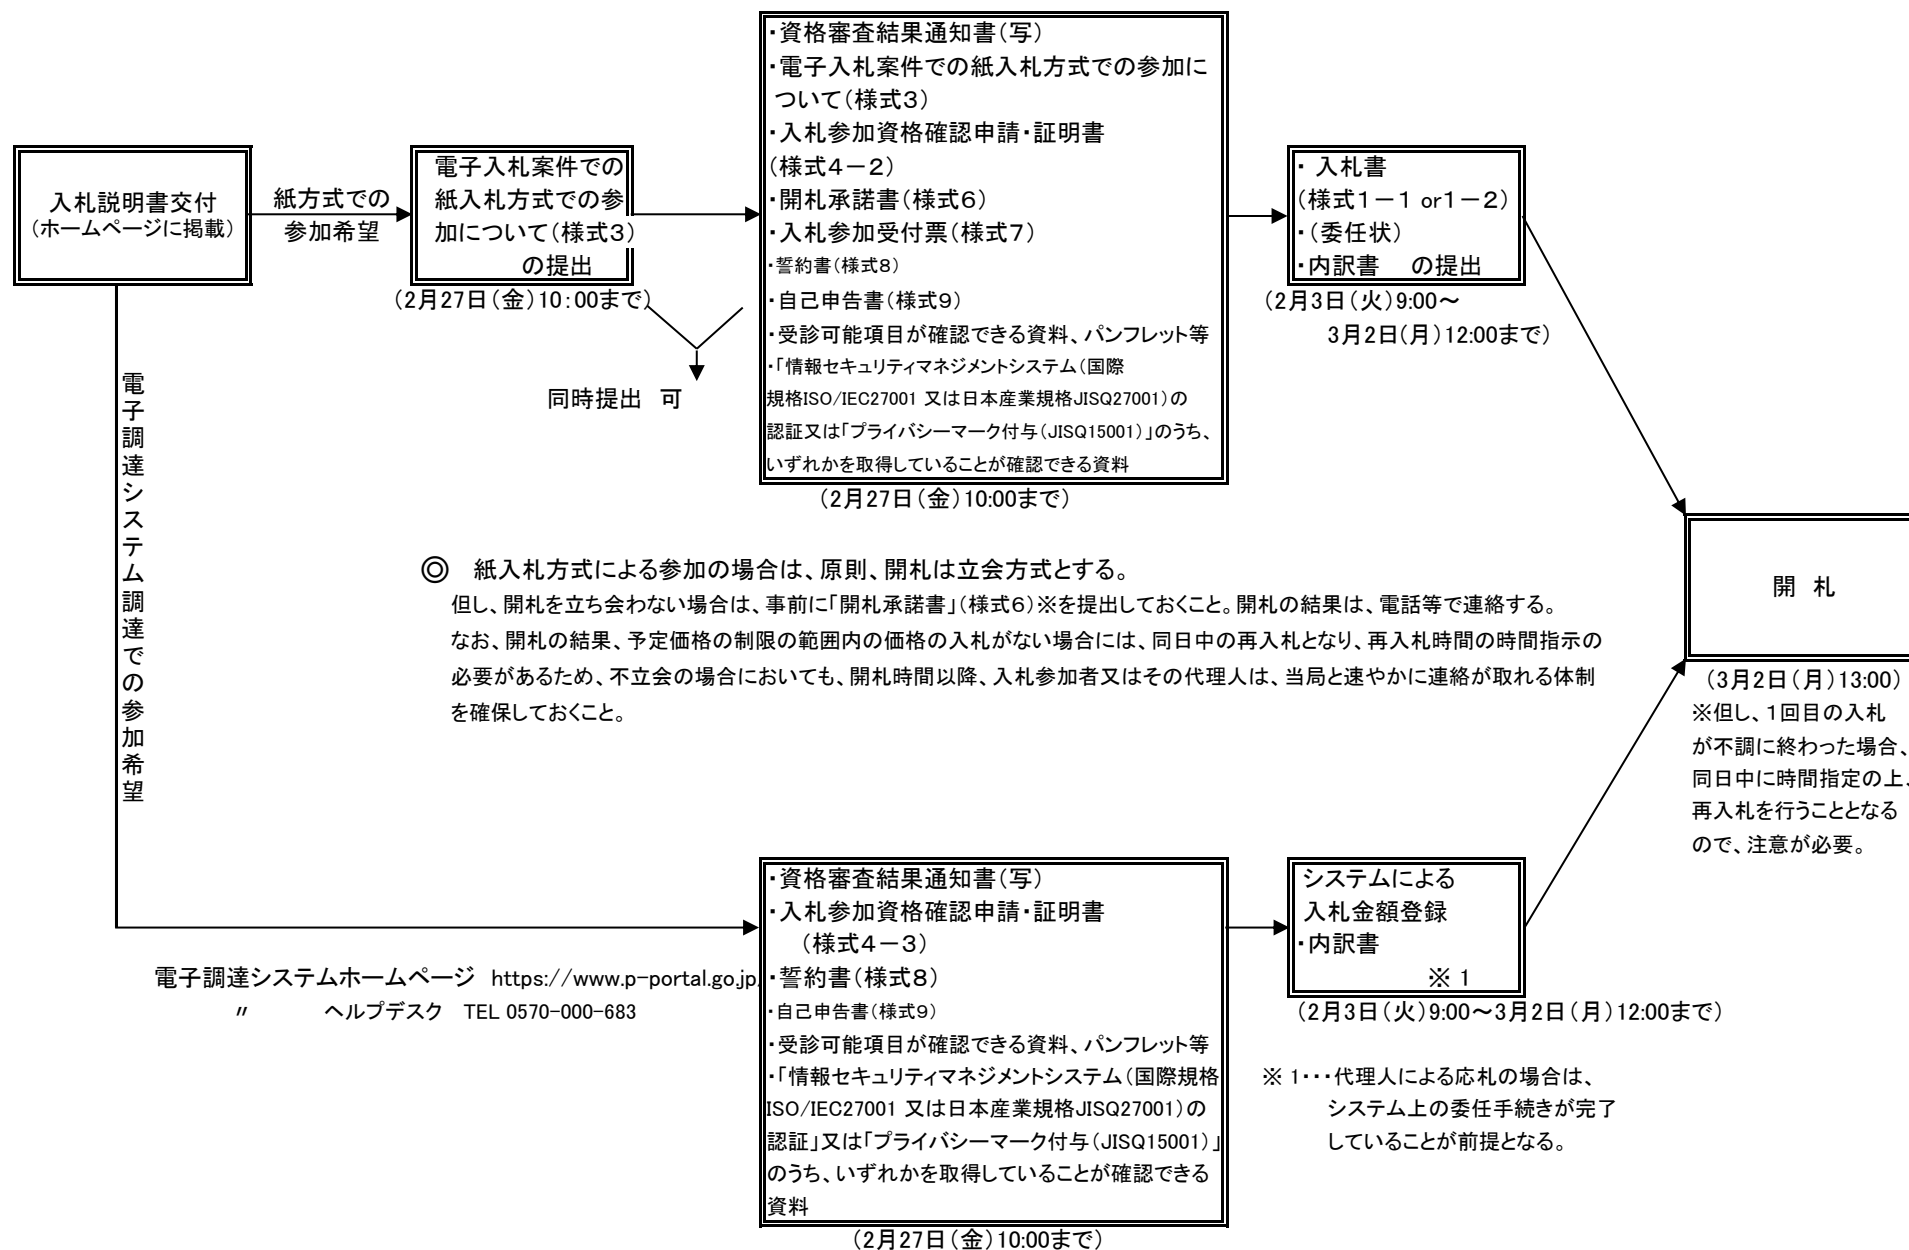 入札説明書交付
(ホームページに掲載)
紙方式での
参加希望
電子入札案件での
紙入札方式での参
加について(様式3)
の提出
(2月27日(金)10:00まで)
同時提出 可
・資格審査結果通知書(写)
・電子入札案件での紙入札方式での参加に
ついて(様式3)
・入札参加資格確認申請・証明書
(様式4-2)
・開札承諾書(様式6)
・入札参加受付票(様式7)
・誓約書(様式8)
・自己申告書(様式9)
・受診可能項目が確認できる資料、パンフレット等
・「情報セキュリティマネジメントシステム(国際
規格ISO/IEC27001 又は日本産業規格JISQ27001)の
認証又は「プライバシーマーク付与(JISQ15001)」のうち、
いずれかを取得していることが確認できる資料
(2月27日(金)10:00まで)
・ 入札書
(様式1-1 or1-2)
・(委任状)
・内訳書 の提出
(2月3日(火)9:00~
3月2日(月)12:00まで)
電子調達システム調達での参加希望
◎ 紙入札方式による参加の場合は、原則、開札は立会方式とする。
但し、開札を立ち会わない場合は、事前に「開札承諾書」(様式6)※を提出しておくこと。開札の結果は、電話等で連絡する。
なお、開札の結果、予定価格の制限の範囲内の価格の入札がない場合には、同日中の再入札となり、再入札時間の時間指示の
必要があるため、不立会の場合においても、開札時間以降、入札参加者又はその代理人は、当局と速やかに連絡が取れる体制
を確保しておくこと。
開 札
(3月2日(月)13:00)
※但し、1回目の入札
が不調に終わった場合、
同日中に時間指定の上、
再入札を行うこととなる
ので、注意が必要。
電子調達システムホームページ https://www.p-portal.go.jp/
〃 ヘルプデスク TEL 0570-000-683
・資格審査結果通知書(写)
・入札参加資格確認申請・証明書
(様式4-3)
・誓約書(様式8)
・自己申告書(様式9)
・受診可能項目が確認できる資料、パンフレット等
・「情報セキュリティマネジメントシステム(国際規格
ISO/IEC27001 又は日本産業規格JISQ27001)の
認証」又は「プライバシーマーク付与(JISQ15001)」
のうち、いずれかを取得していることが確認できる
資料
(2月27日(金)10:00まで)
システムによる
入札金額登録
・内訳書
※1
(2月3日(火)9:00~3月2日(月)12:00まで)
※1・・・代理人による応札の場合は、
システム上の委任手続きが完了
していることが前提となる。